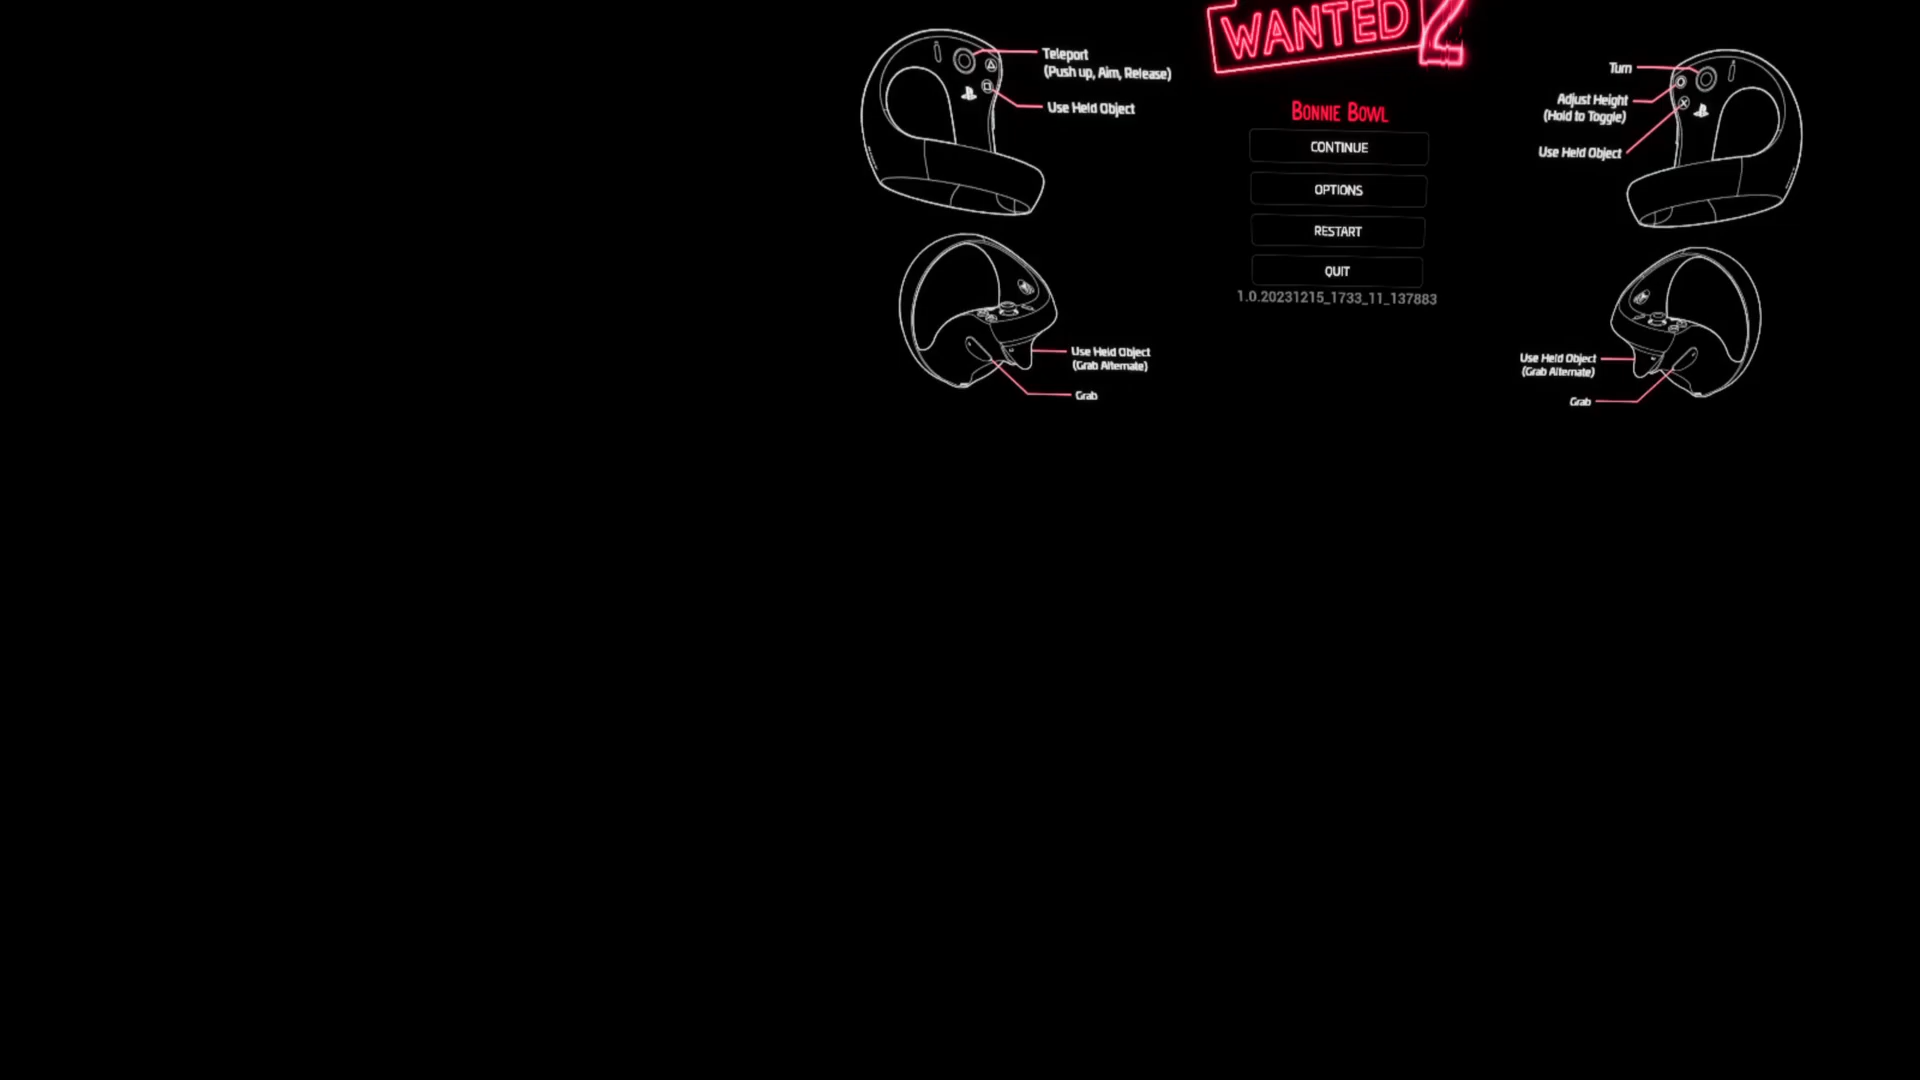 WANTED 2
Teleport
(Push up, Aim, Release)
Use Held Object
Bonnie Bowl
CONTINUE
OPTIONS
RESTART
QUIT
1.0.20231215_1733_11_137883
Turn
Adjust Height
(Hold to Toggle)
Use Held Object
Use Held Object
(Grab Alternate)
Grab
Use Held Object
(Grab Alternate)
Grab